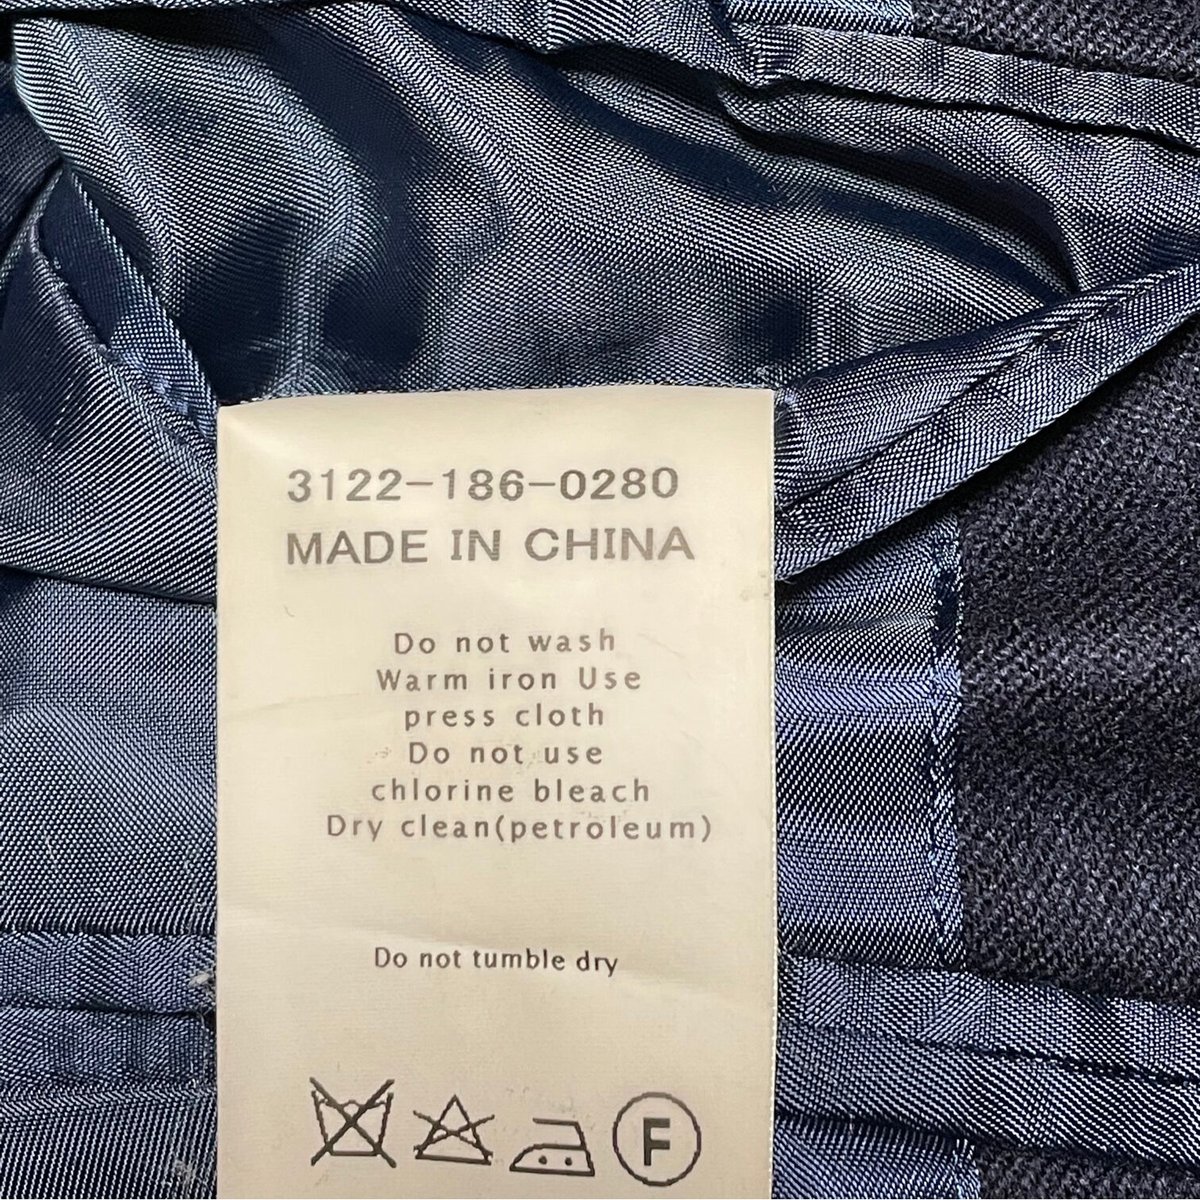 3122-186-0280
MADE IN CHINA
Do not wash
Warm iron Use
press cloth
Do not use
chlorine bleach
Dry clean(petroleum)
Do not tumble dry
F